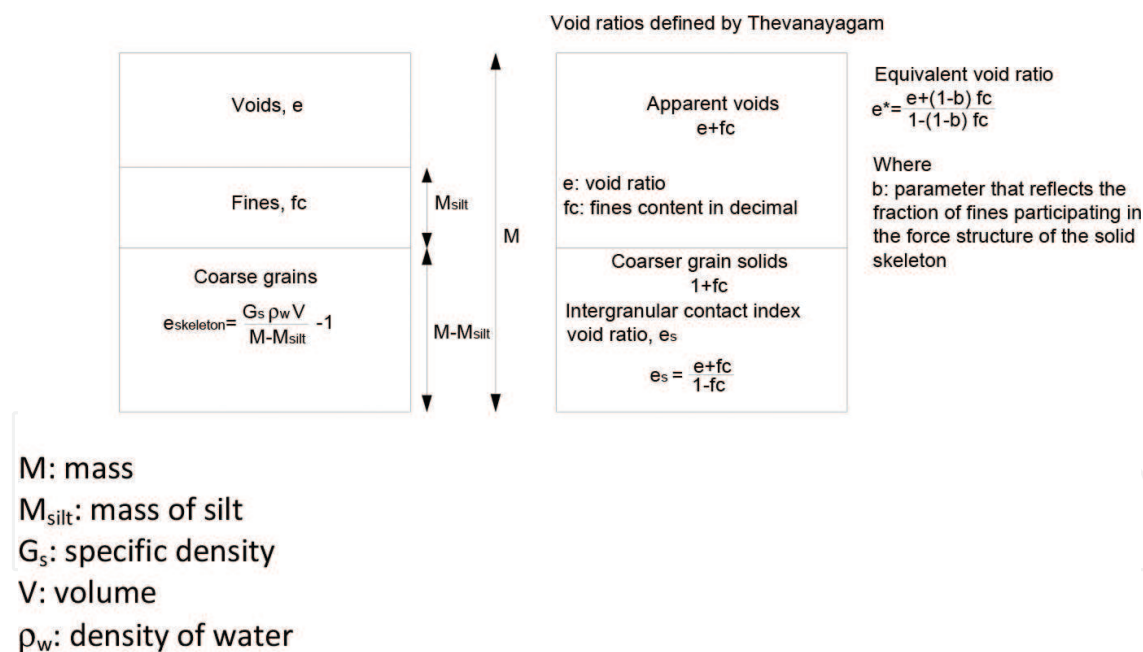 Void ratios defined by Thevanayagam
Voids, e
Fines, fc
Msilt
Coarse grains
eskeleton= Gs ρw V / M-Msilt -1
M-Msilt
M
Apparent voids
e+fc
e: void ratio
fc: fines content in decimal
Coarser grain solids
1+fc
Intergranular contact index
void ratio, es
es = e+fc / 1-fc
Equivalent void ratio
e*= e+(1-b) fc / 1-(1-b) fc
Where
b: parameter that reflects the
fraction of fines participating in
the force structure of the solid
skeleton
M: mass
Msilt: mass of silt
Gs: specific density
V: volume
ρw: density of water